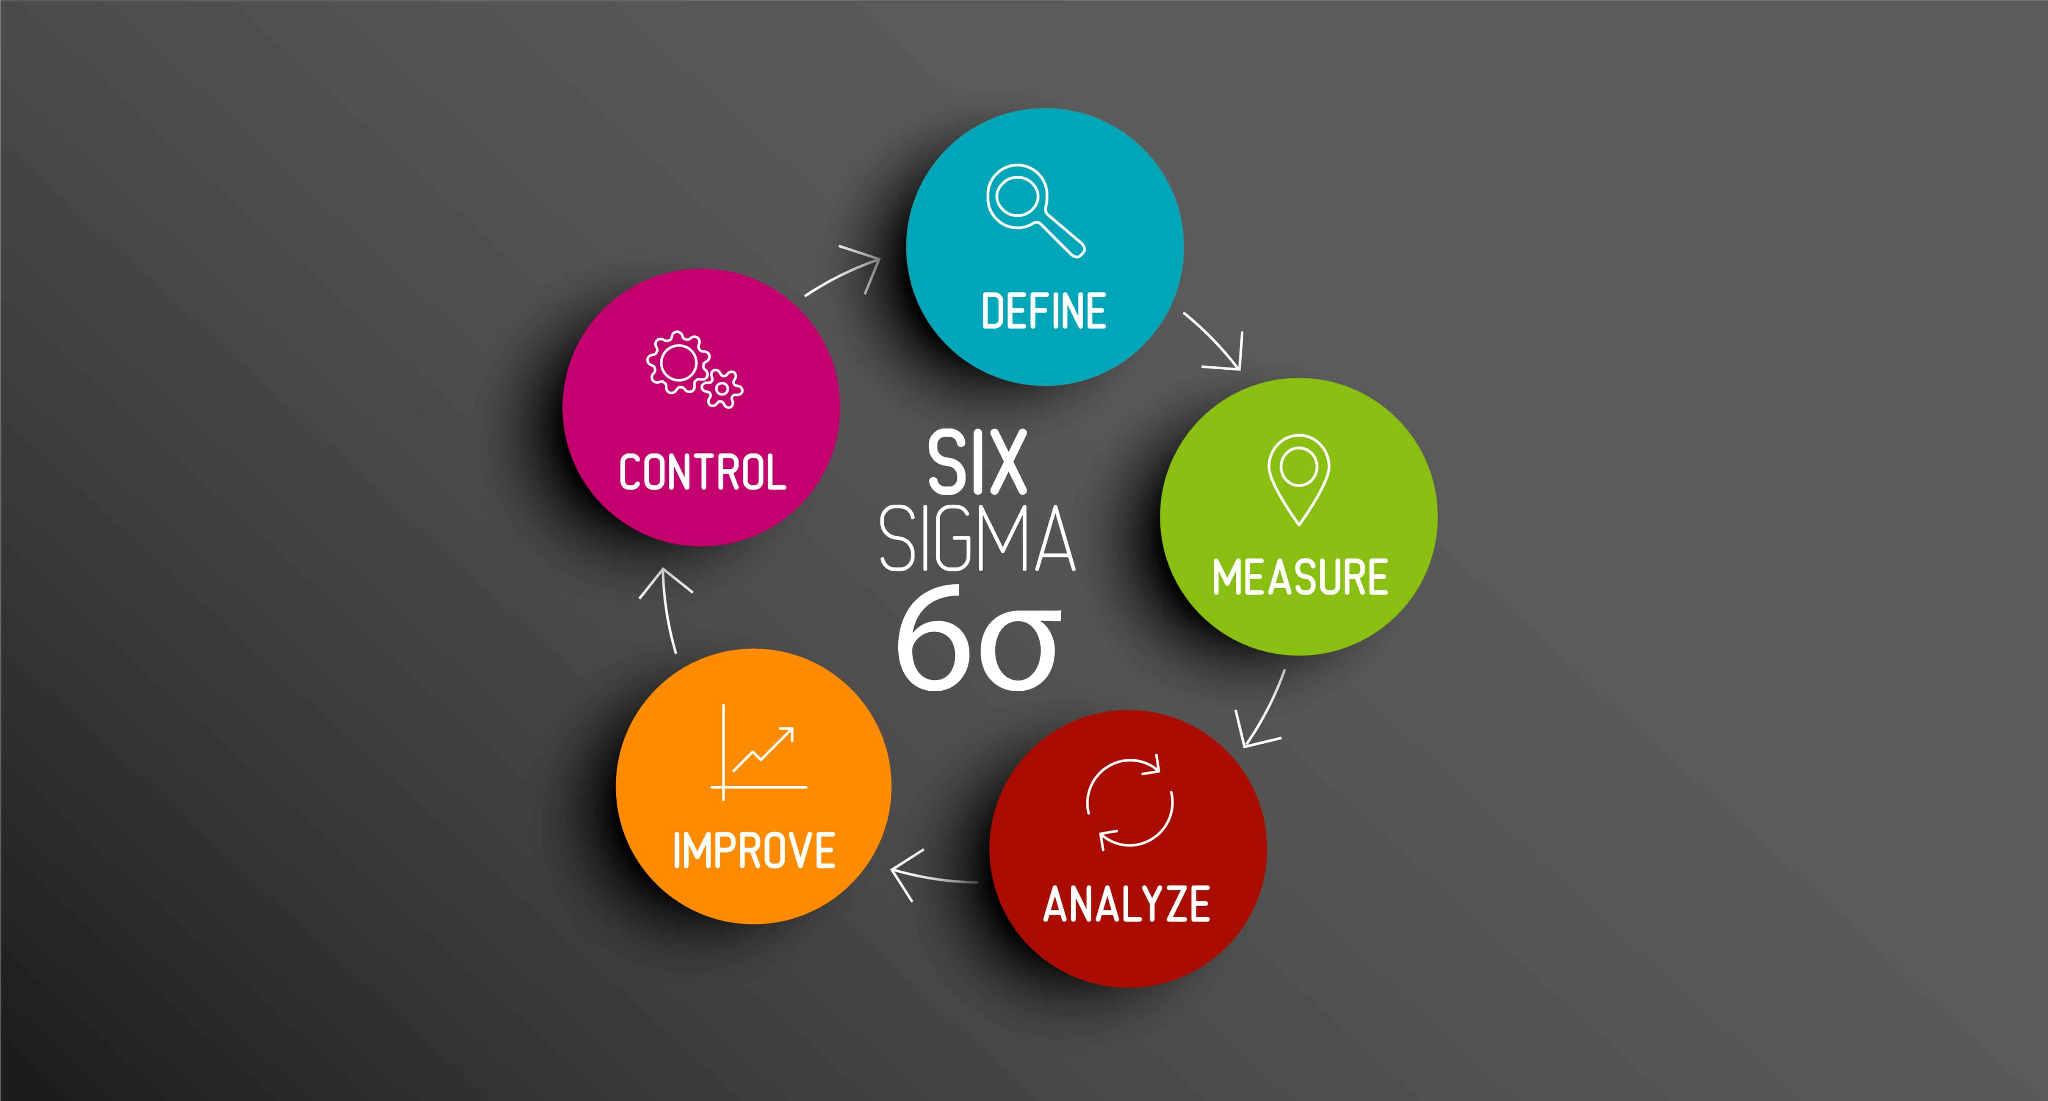 DEFINE
CONTROL
SIX
SIGMA
6σ
MEASURE
IMPROVE
ANALYZE